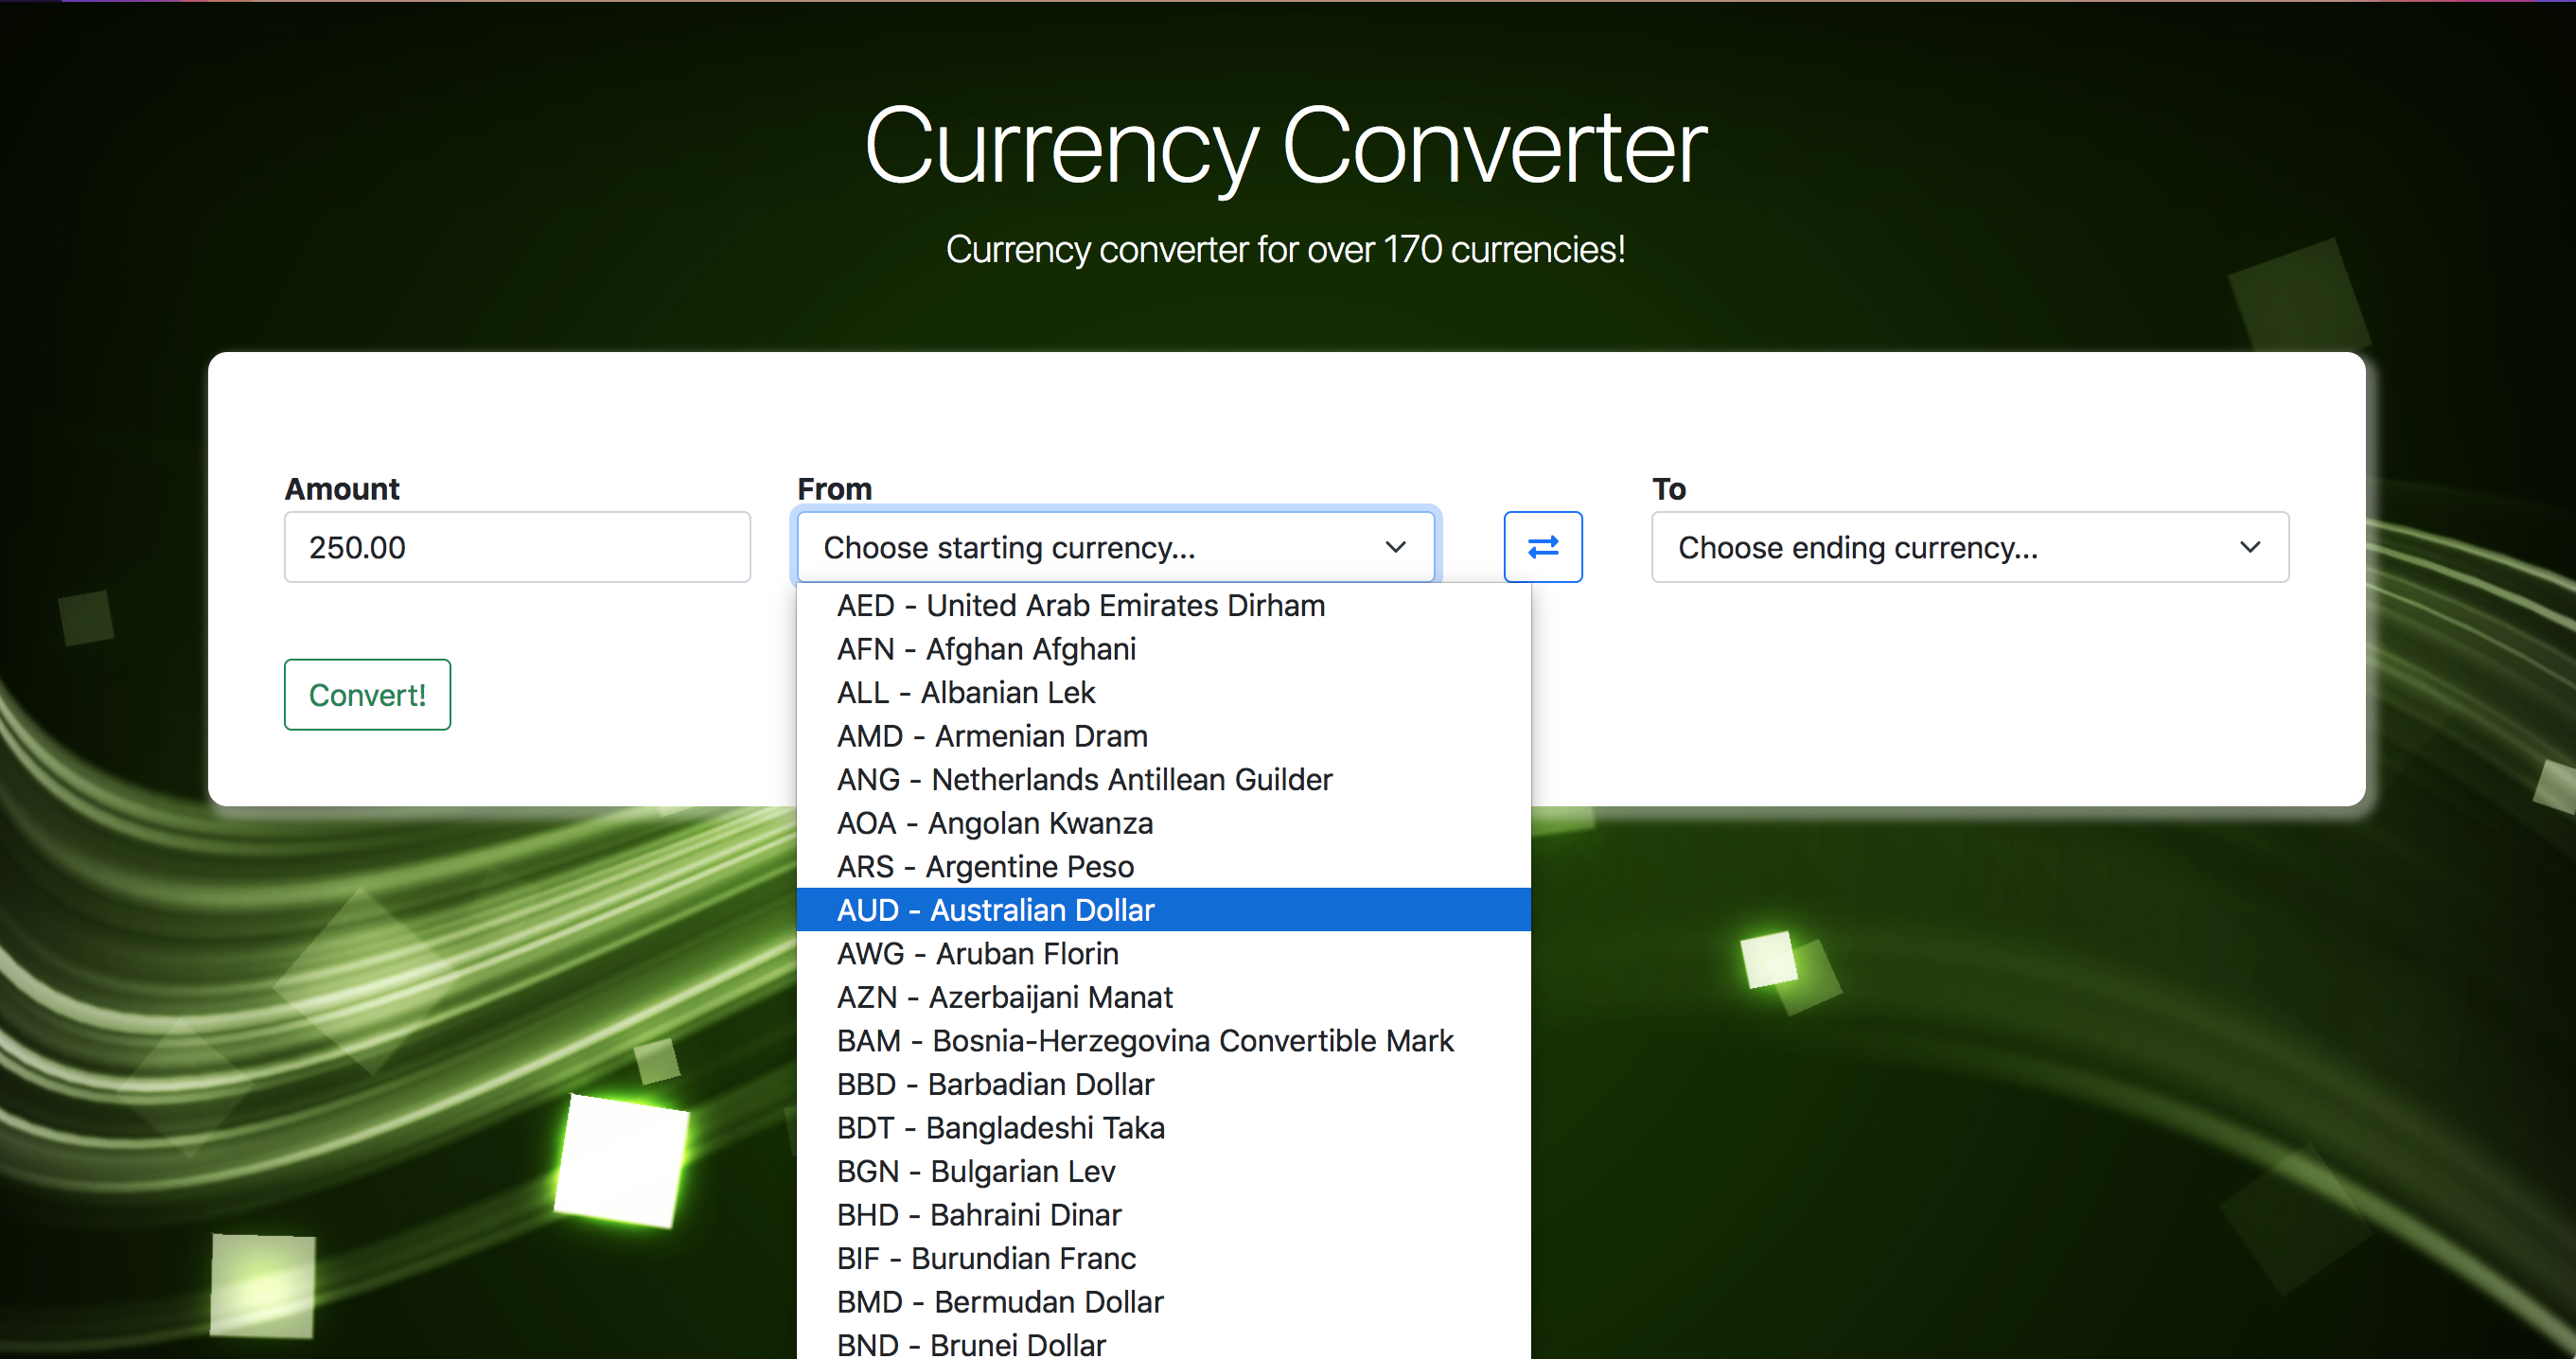 Currency Converter
Currency converter for over 170 currencies!
Amount
From
To
250.00
Choose starting currency...
Choose ending currency...
Convert!
AED - United Arab Emirates Dirham
AFN - Afghan Afghani
ALL - Albanian Lek
AMD - Armenian Dram
ANG - Netherlands Antillean Guilder
AOA - Angolan Kwanza
ARS - Argentine Peso
AUD - Australian Dollar
AWG - Aruban Florin
AZN - Azerbaijani Manat
BAM - Bosnia-Herzegovina Convertible Mark
BBD - Barbadian Dollar
BDT - Bangladeshi Taka
BGN - Bulgarian Lev
BHD - Bahraini Dinar
BIF - Burundian Franc
BMD - Bermudan Dollar
BND - Brunei Dollar